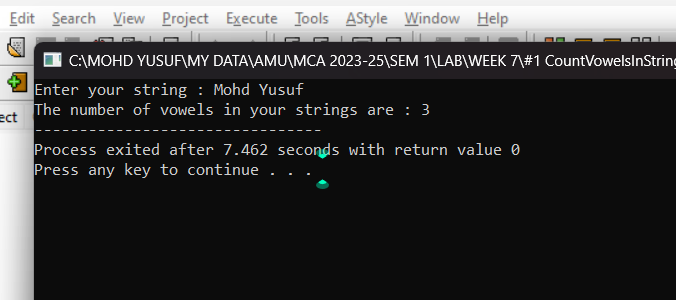 Edit Search View Project Execute Tools AStyle Window Help
C:\MOHD YUSUF\MY DATA\AMU\MCA 2023-25\SEM 1\LAB\WEEK 7\#1 CountVowelsInString
ect
Enter your string : Mohd Yusuf
The number of vowels in your strings are : 3
--------------------------------
Process exited after 7.462 seconds with return value 0
Press any key to continue . . .